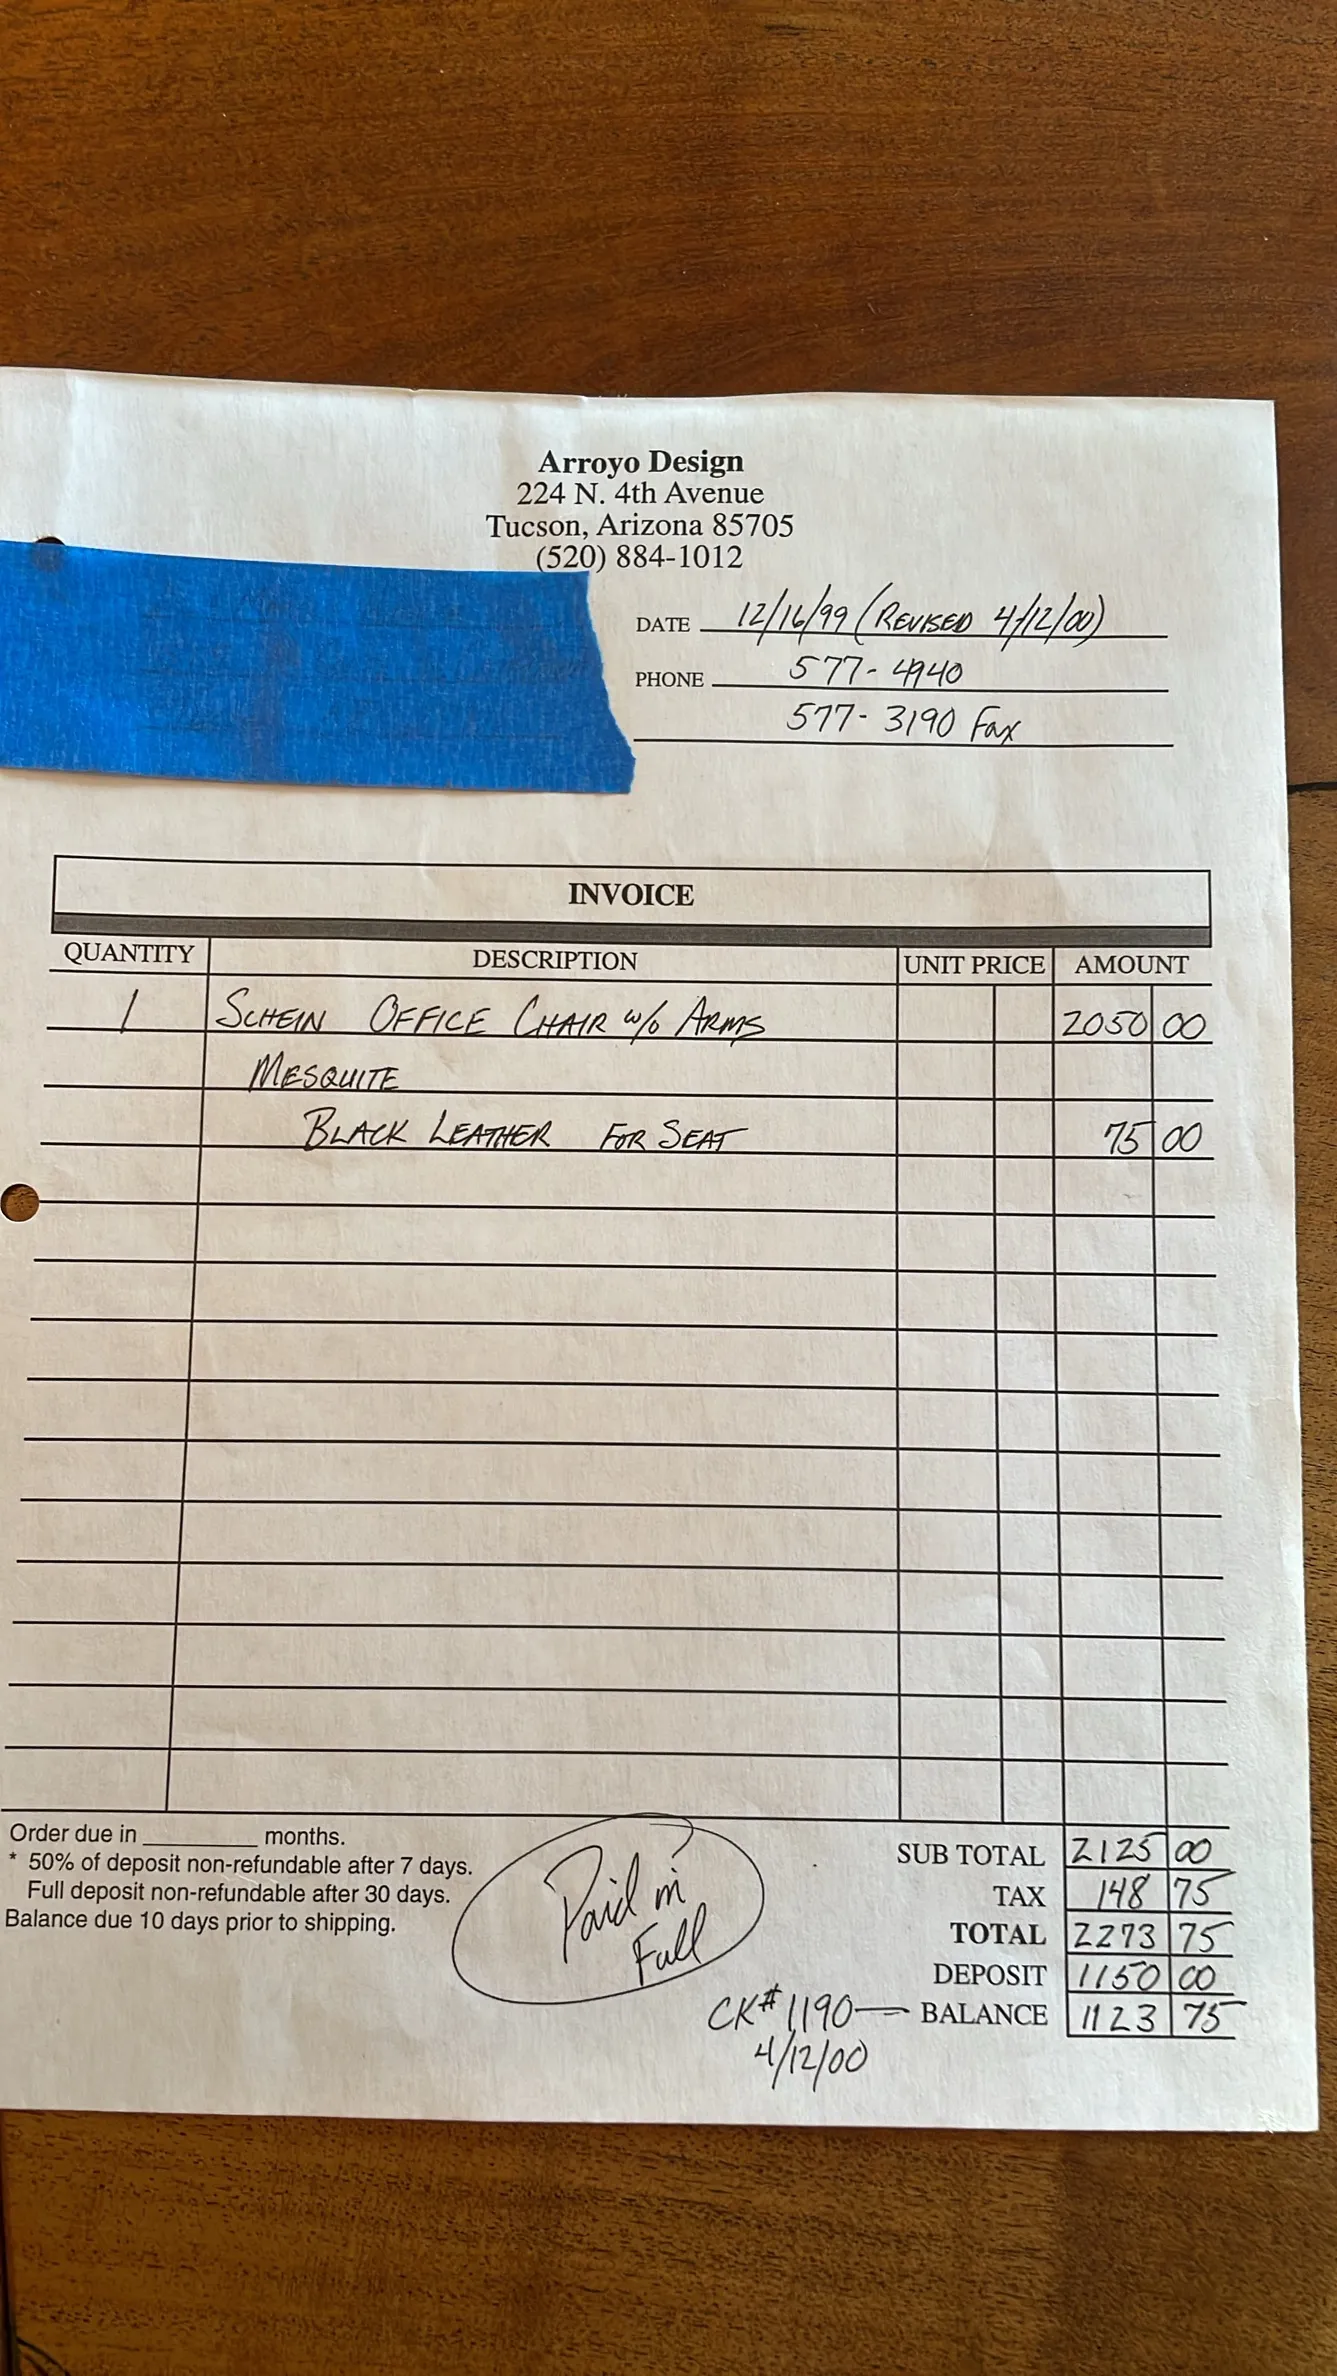 Arroyo Design
224 N. 4th Avenue
Tucson, Arizona 85705
(520) 884-1012
DATE 12/16/99 (REVISED 4/12/00)
PHONE 577-4940
577-3190 Fax
INVOICE
QUANTITY DESCRIPTION UNIT PRICE AMOUNT
1 SCHEIN OFFICE CHAIR w/o ARMS 2050 00
MESQUITE
BLACK LEATHER FOR SEAT 75 00
Order due in ________ months.
* 50% of deposit non-refundable after 7 days.
Full deposit non-refundable after 30 days.
Balance due 10 days prior to shipping.
Paid in
Full
SUB TOTAL 2125 00
TAX 148 75
TOTAL 2273 75
DEPOSIT 1150 00
CK# 1190 — BALANCE 1123 75
4/12/00